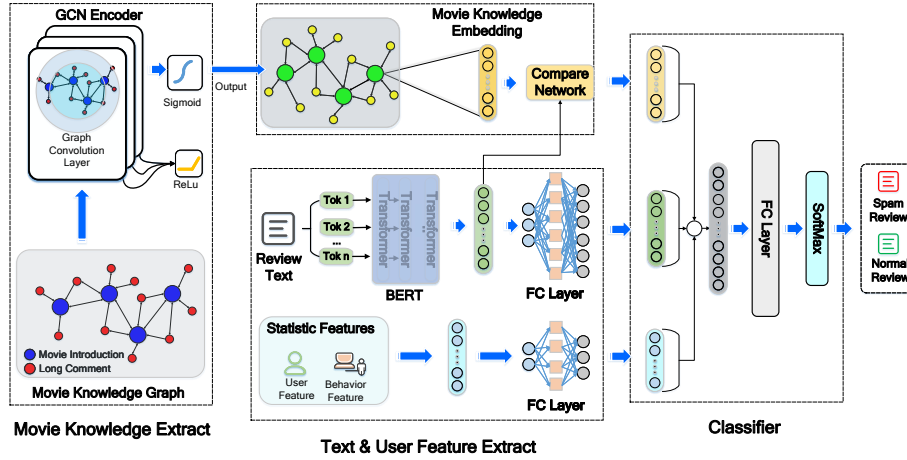 GCN Encoder
Graph
Convolution
Layer
Sigmoid
ReLu
Output
Movie Introduction
Long Comment
Movie Knowledge Graph
Movie Knowledge Extract
Movie Knowledge
Embedding
Compare
Network
Review
Text
Tok 1
Tok 2
...
Tok n
Transformer
Transformer
...
Transformer
BERT
FC Layer
Statistic Features
User
Feature
Behavior
Feature
FC Layer
Text & User Feature Extract
FC Layer
SoftMax
Classifier
Spam
Review
Normal
Review